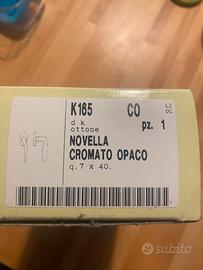 K165 CO
d k
ottone pz. 1
NOVELLA
CROMATO OPACO
q.7 x 40.
subito